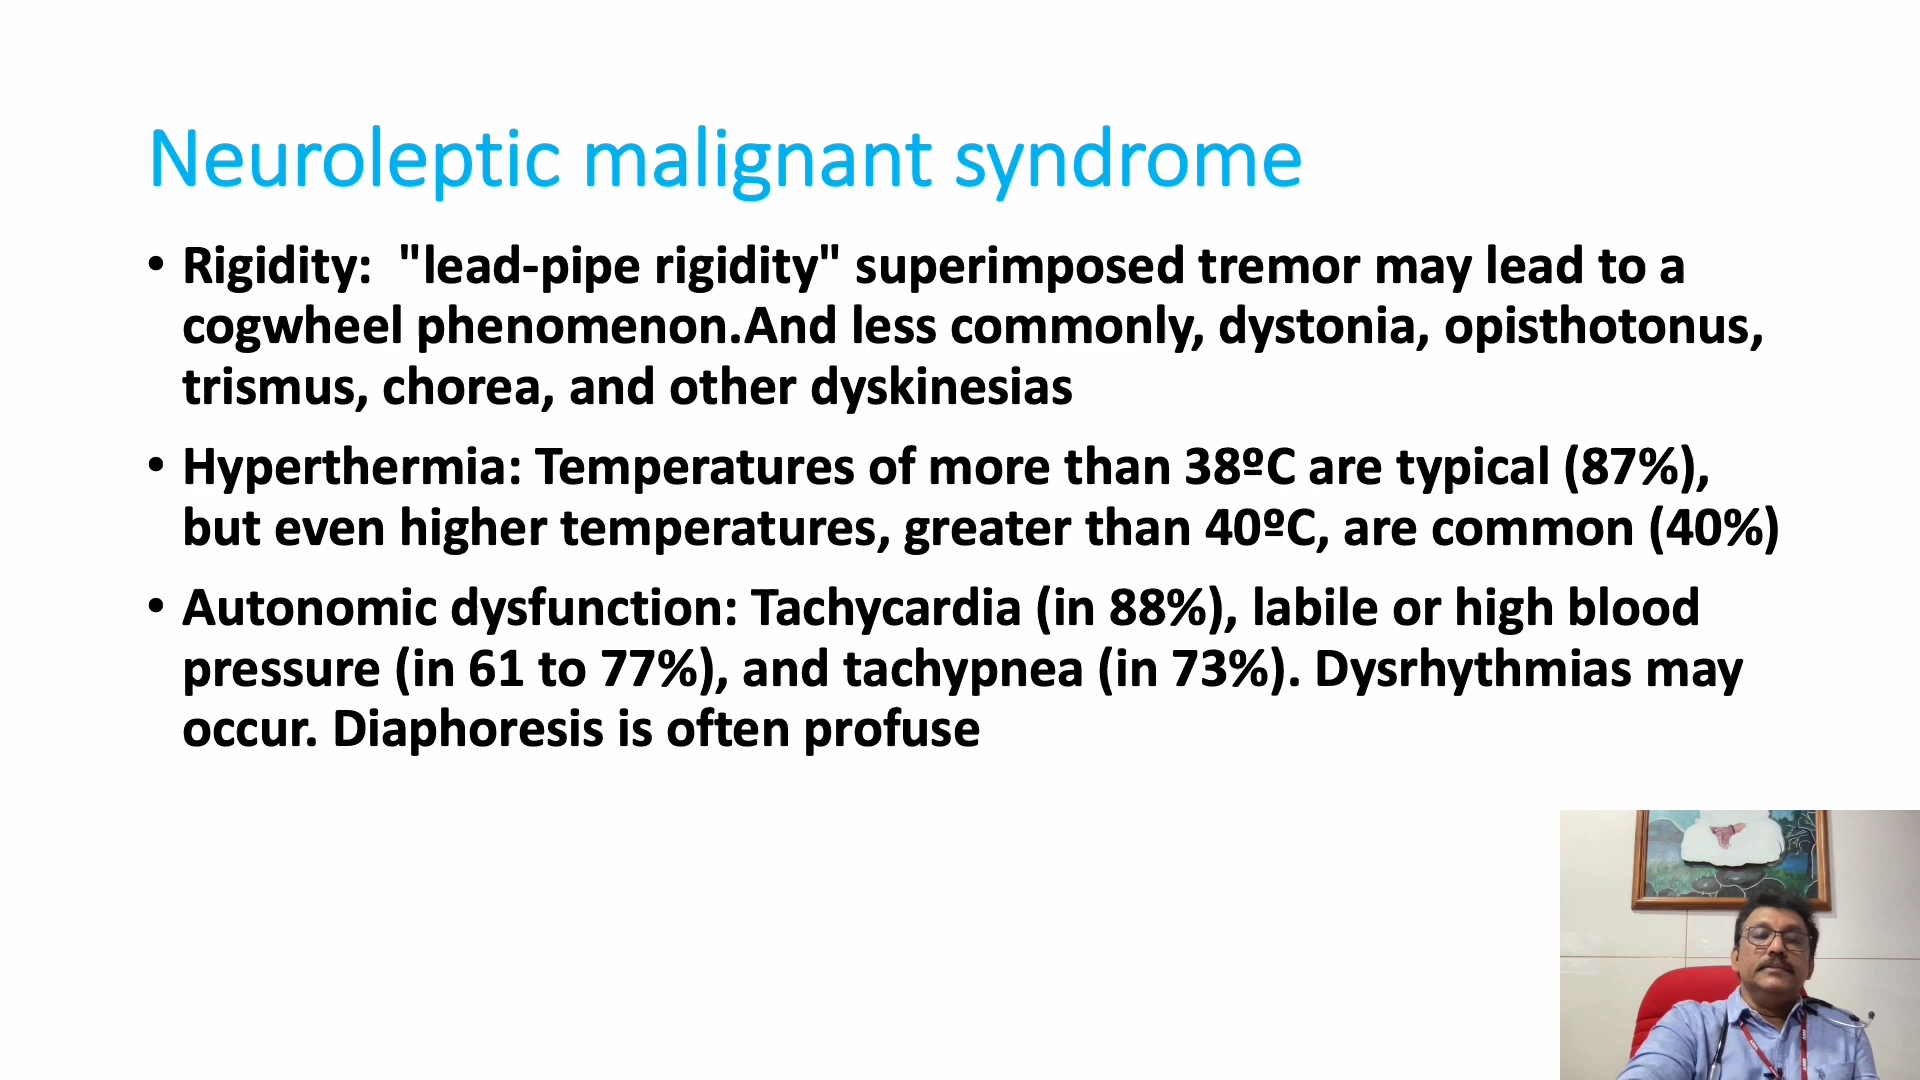 Neuroleptic malignant syndrome
• Rigidity:  "lead-pipe rigidity" superimposed tremor may lead to a
cogwheel phenomenon.And less commonly, dystonia, opisthotonus,
trismus, chorea, and other dyskinesias
• Hyperthermia: Temperatures of more than 38ºC are typical (87%),
but even higher temperatures, greater than 40ºC, are common (40%)
• Autonomic dysfunction: Tachycardia (in 88%), labile or high blood
pressure (in 61 to 77%), and tachypnea (in 73%). Dysrhythmias may
occur. Diaphoresis is often profuse